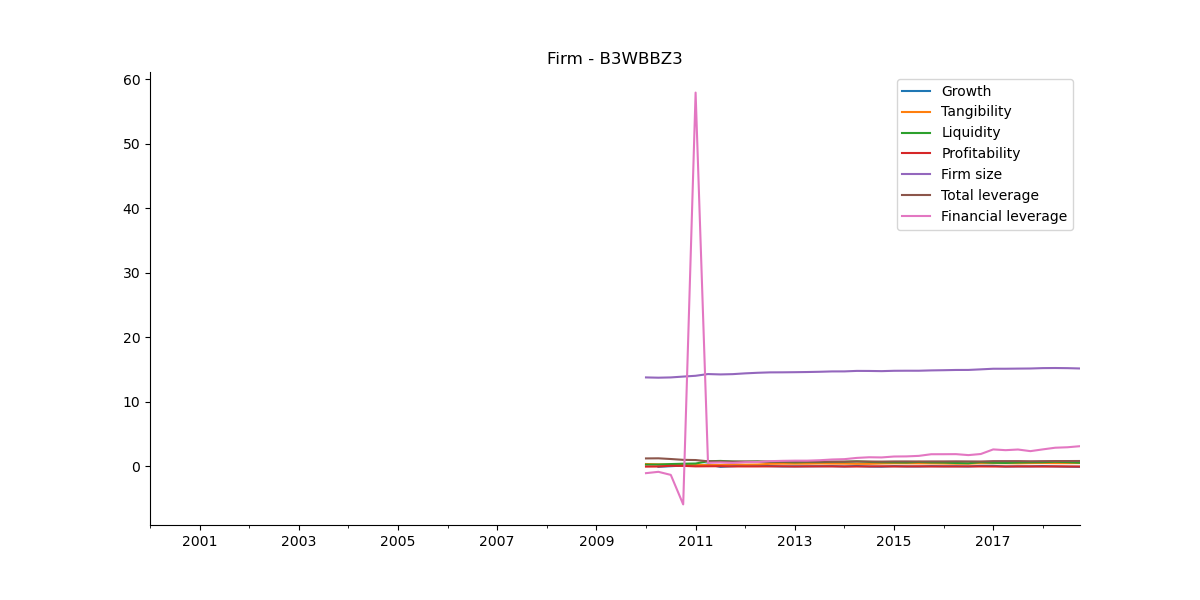 Firm - B3WBBZ3
60
50
40
30
20
10
0
2001 2003 2005 2007 2009 2011 2013 2015 2017
Growth
Tangibility
Liquidity
Profitability
Firm size
Total leverage
Financial leverage